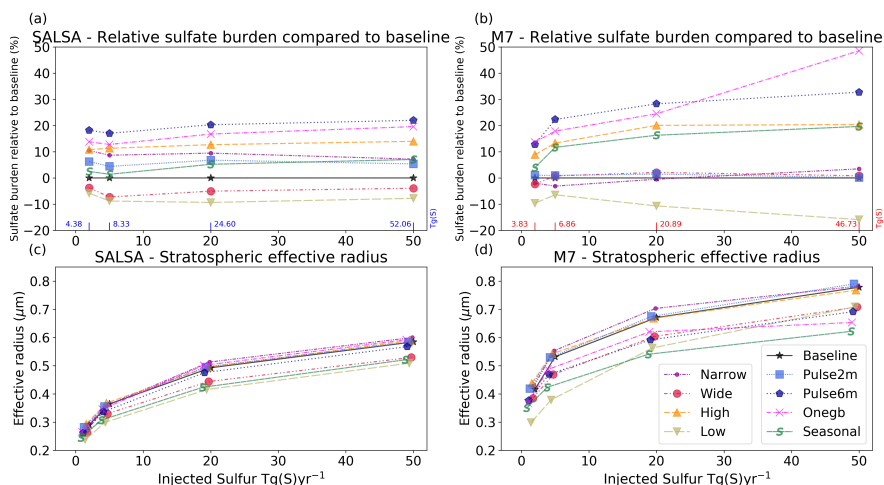 (a)
SALSA - Relative sulfate burden compared to baseline
Sulfate burden relative to baseline (%)
50
40
30
20
10
0
−10
−20
4.38
8.33
24.60
52.06
Tg(S)
0
10
20
30
40
50
(b)
M7 - Relative sulfate burden compared to baseline
Sulfate burden relative to baseline (%)
50
40
30
20
10
0
−10
−20
3.83
6.86
20.89
46.73
Tg(S)
0
10
20
30
40
50
(c)
SALSA - Stratospheric effective radius
Effective radius (μm)
0.8
0.7
0.6
0.5
0.4
0.3
0.2
0
10
20
30
40
50
Injected Sulfur Tg(S)yr⁻¹
(d)
M7 - Stratospheric effective radius
Effective radius (μm)
0.8
0.7
0.6
0.5
0.4
0.3
0.2
0
10
20
30
40
50
Injected Sulfur Tg(S)yr⁻¹
Narrow
Wide
High
Low
Baseline
Pulse2m
Pulse6m
Onegb
Seasonal